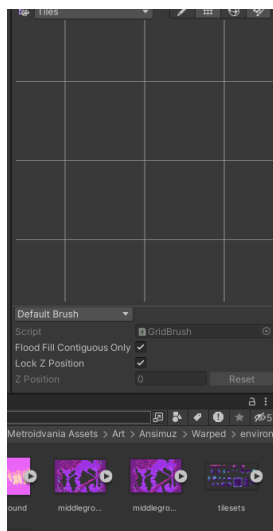 Tiles
Default Brush
Script GridBrush
Flood Fill Contiguous Only
Lock Z Position
Z Position 0 Reset
5
Metroidvania Assets > Art > Ansimuz > Warped > environ
ound middlegro... middlegro... tilesets